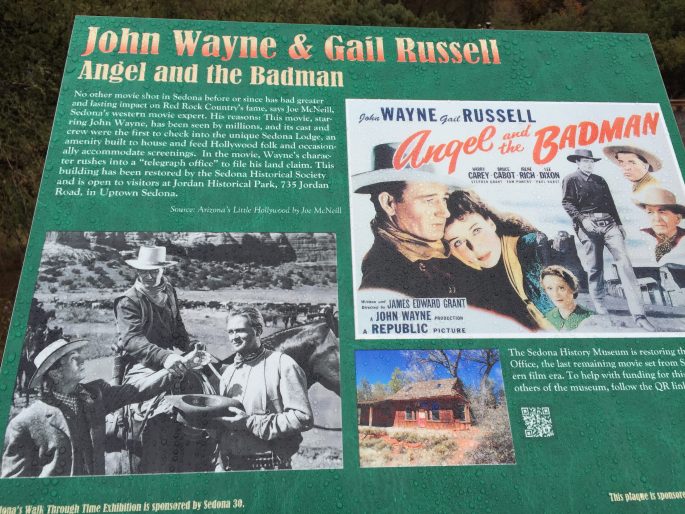 John Wayne & Gail Russell
Angel and the Badman
No other movie shot in Sedona before or since has had greater
and lasting impact on Red Rock Country's fame, says Joe McNeill,
Sedona's western movie expert. His reasons: This movie, star-
ring John Wayne, has been seen by millions, and its cast and
crew were the first to check into the unique Sedona Lodge, an
amenity built to house and feed Hollywood folk and occasion-
ally accommodate screenings. In the movie, Wayne's charac-
ter rushes into a "telegraph office" to file his land claim. This
building has been restored by the Sedona Historical Society
and is open to visitors at Jordan Historical Park, 735 Jordan
Road, in Uptown Sedona.
Source: Arizona's Little Hollywood by Joe McNeill
John WAYNE Gail RUSSELL
Angel and the BADMAN
HARRY CAREY
BRUCE CABOT
IRENE RICH
LEE DIXON
Written and Directed by JAMES EDWARD GRANT
A JOHN WAYNE PRODUCTION
A REPUBLIC PICTURE
The Sedona History Museum is restoring the
Office, the last remaining movie set from S
ern film era. To help with funding for this
others of the museum, follow the QR link
dona's Walk Through Time Exhibition is sponsored by Sedona 30.
This plaque is sponsore